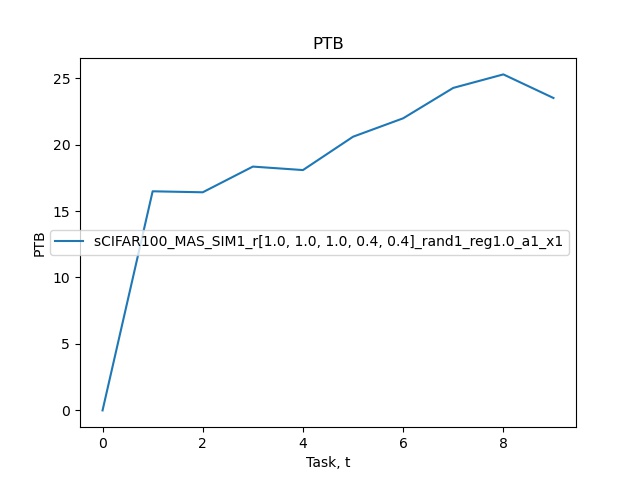 PTB
25
20
15
10
5
0
PTB
sCIFAR100_MAS_SIM1_r[1.0, 1.0, 1.0, 0.4, 0.4]_rand1_reg1.0_a1_x1
0 2 4 6 8
Task, t